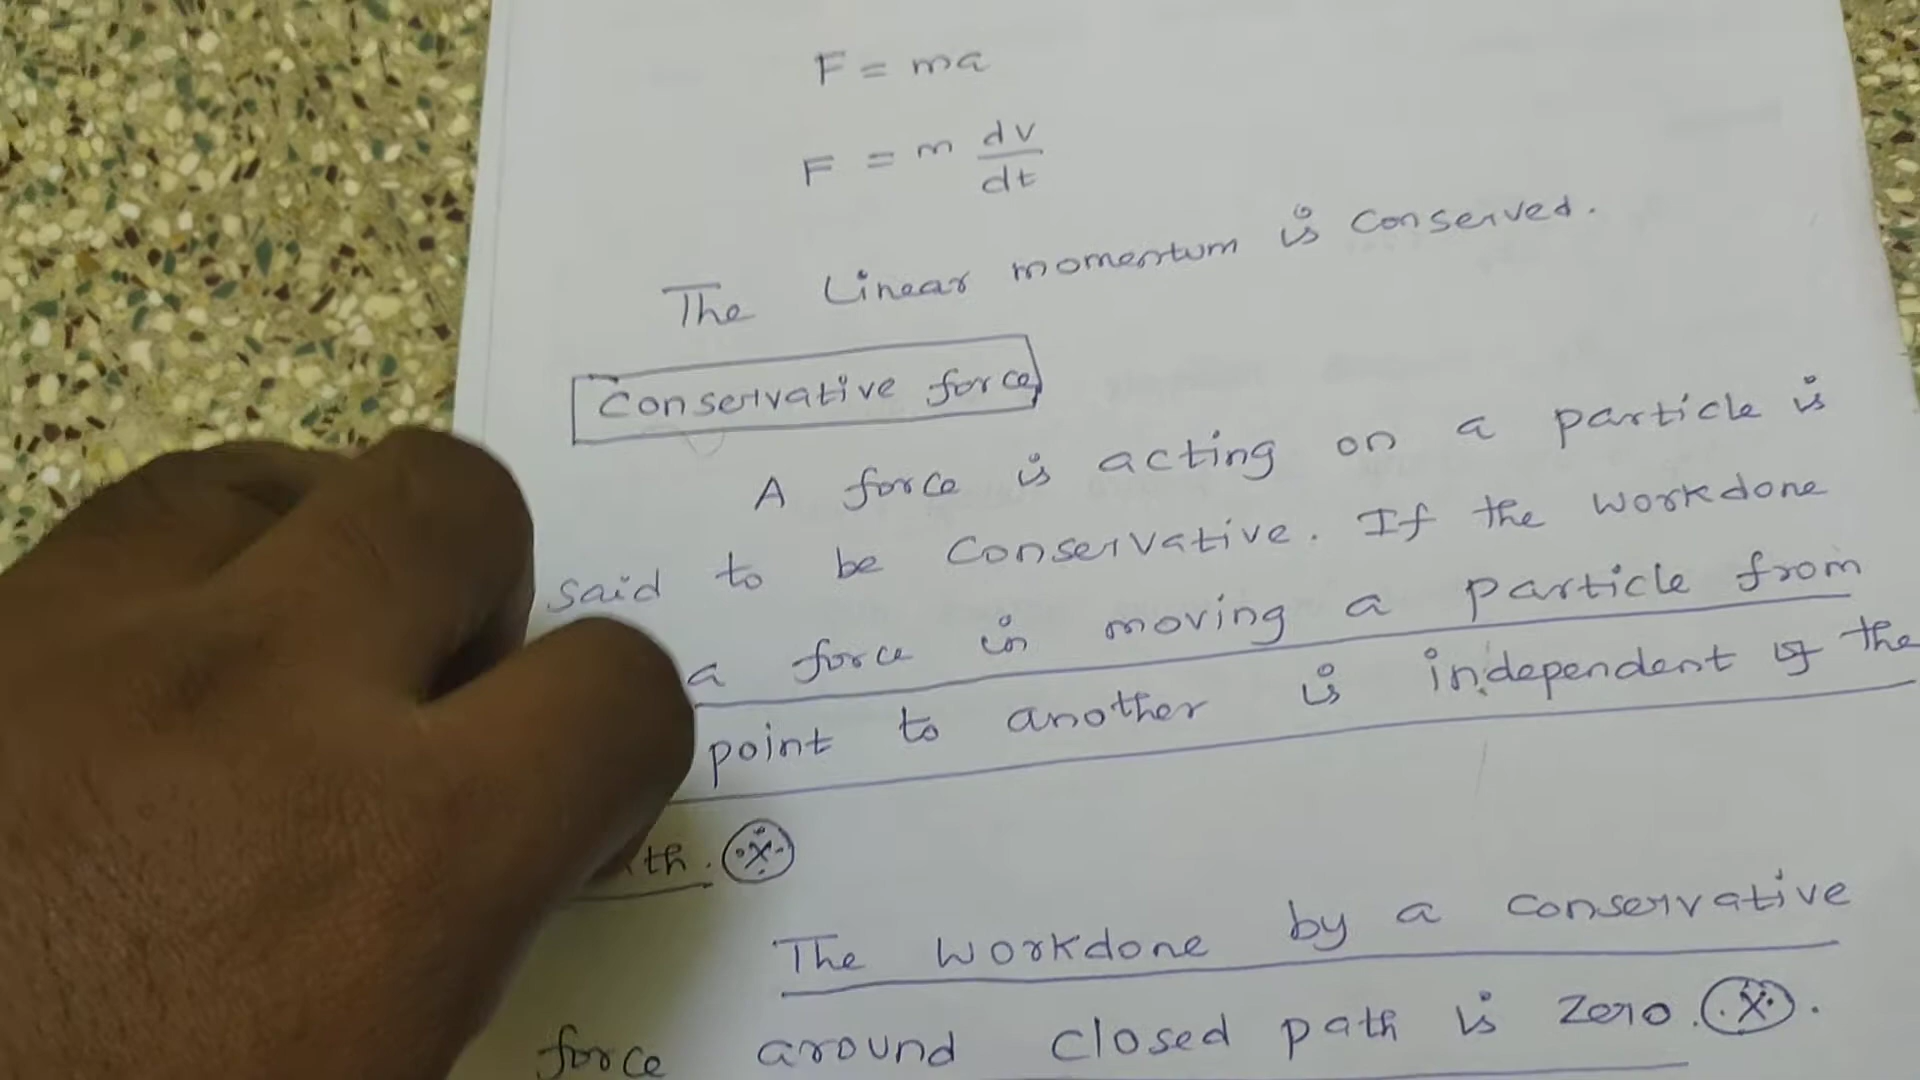 F = ma
F = m dv/dt
The Linear momentum is conserved.
Conservative force
A force is acting on a particle is
said to be conservative. If the workdone
a force in moving a particle from
point to another is independent of the
th.
The workdone by a conservative
force around closed path is zero.